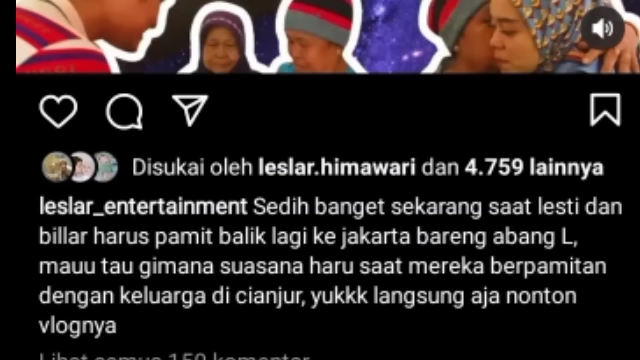 Disukai oleh leslar.himawari dan 4.759 lainnya
leslar_entertainment Sedih banget sekarang saat lesti dan
billar harus pamit balik lagi ke jakarta bareng abang L,
mauu tau gimana suasana haru saat mereka berpamitan
dengan keluarga di cianjur, yukkk langsung aja nonton
vlognya
Lihat semua 150 komentar